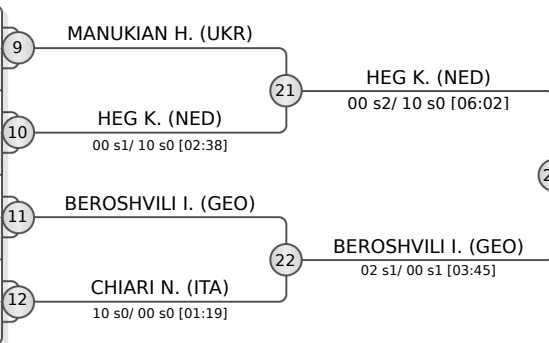 9
MANUKIAN H. (UKR)
21
HEG K. (NED)
00 s2/ 10 s0 [06:02]
10
HEG K. (NED)
00 s1/ 10 s0 [02:38]
11
BEROSHVILI I. (GEO)
22
BEROSHVILI I. (GEO)
02 s1/ 00 s1 [03:45]
12
CHIARI N. (ITA)
10 s0/ 00 s0 [01:19]